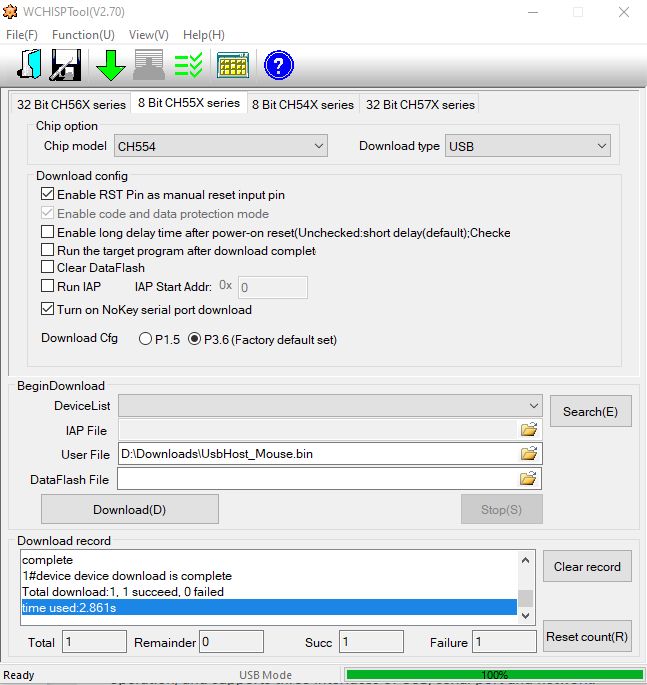 WCHISPTool(V2.70)
File(F) Function(U) View(V) Help(H)
32 Bit CH56X series 8 Bit CH55X series 8 Bit CH54X series 32 Bit CH57X series
Chip option
Chip model CH554 Download type USB
Download config
Enable RST Pin as manual reset input pin
Enable code and data protection mode
Enable long delay time after power-on reset(Unchecked:short delay(default);Checke
Run the target program after download complet
Clear DataFlash
Run IAP IAP Start Addr: 0x 0
Turn on NoKey serial port download
Download Cfg P1.5 P3.6 (Factory default set)
BeginDownload
DeviceList
Search(E)
IAP File
User File D:\Downloads\UsbHost_Mouse.bin
DataFlash File
Download(D) Stop(S)
Download record
complete
1#device device download is complete
Total download:1, 1 succeed, 0 failed
time used:2.861s
Clear record
Total 1 Remainder 0 Succ 1 Failure 1 Reset count(R)
Ready USB Mode 100%